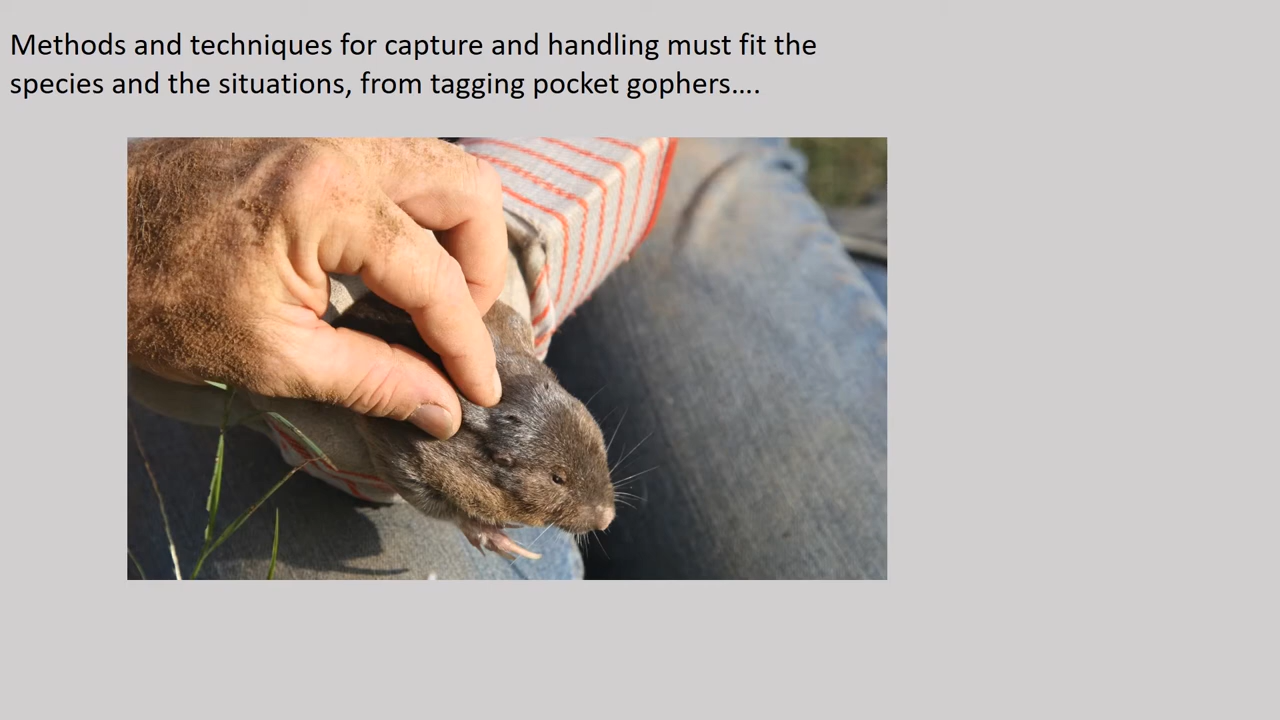 Methods and techniques for capture and handling must fit the
species and the situations, from tagging pocket gophers….